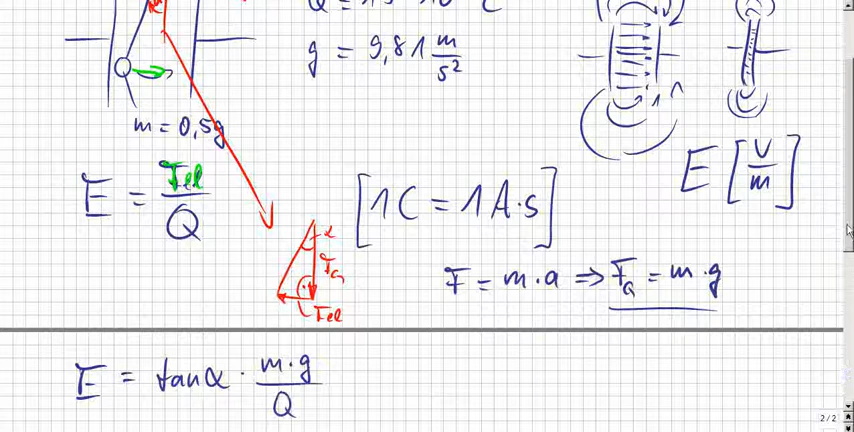 g = 9,81 m/s²
m = 0,5g
E = Fel/Q
[1C = 1A·s]
E [V/m]
α
FG
Fel
F = m·a ⇒ FG = m·g
E = tanα · m·g/Q
2/2